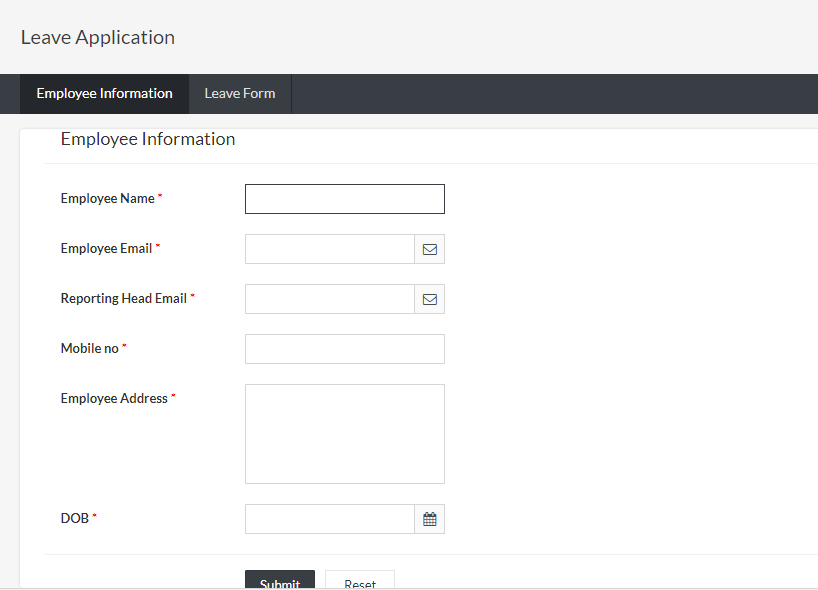 Leave Application
Employee Information Leave Form
Employee Information
Employee Name *
Employee Email *
Reporting Head Email *
Mobile no *
Employee Address *
DOB *
Submit Reset